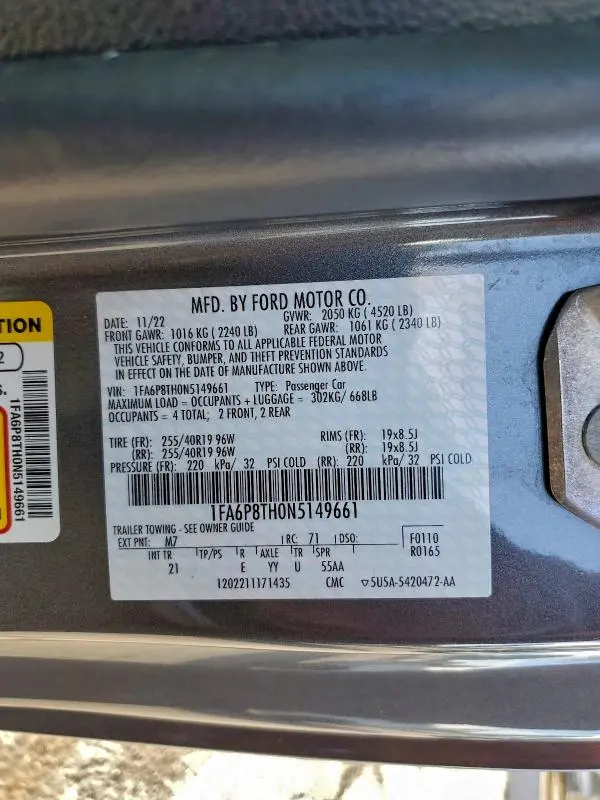 MFD. BY FORD MOTOR CO.
DATE: 11/22 GVWR: 2050 KG ( 4520 LB)
FRONT GAWR: 1016 KG ( 2240 LB) REAR GAWR: 1061 KG ( 2340 LB)
THIS VEHICLE CONFORMS TO ALL APPLICABLE FEDERAL MOTOR
VEHICLE SAFETY, BUMPER, AND THEFT PREVENTION STANDARDS
IN EFFECT ON THE DATE OF MANUFACTURE SHOWN ABOVE.
VIN: 1FA6P8TH0N5149661 TYPE: Passenger Car
MAXIMUM LOAD = OCCUPANTS + LUGGAGE = 302KG/ 668LB
OCCUPANTS = 4 TOTAL; 2 FRONT, 2 REAR
TIRE (FR): 255/40R19 96W RIMS (FR): 19x8.5J
(RR): 255/40R19 96W (RR): 19x8.5J
PRESSURE (FR): 220 kPa/ 32 PSI COLD (RR): 220 kPa/ 32 PSI COLD
1FA6P8TH0N5149661
TRAILER TOWING - SEE OWNER GUIDE
EXT PNT: M7 RC: 71 DSO: F0110
R0165
INT TR TP/PS R AXLE TR SPR
21 E YY U 55AA
1202211171435 CMC ▽5U5A-5420472-AA
TION
2
S.
1FA6P8TH0N5149661